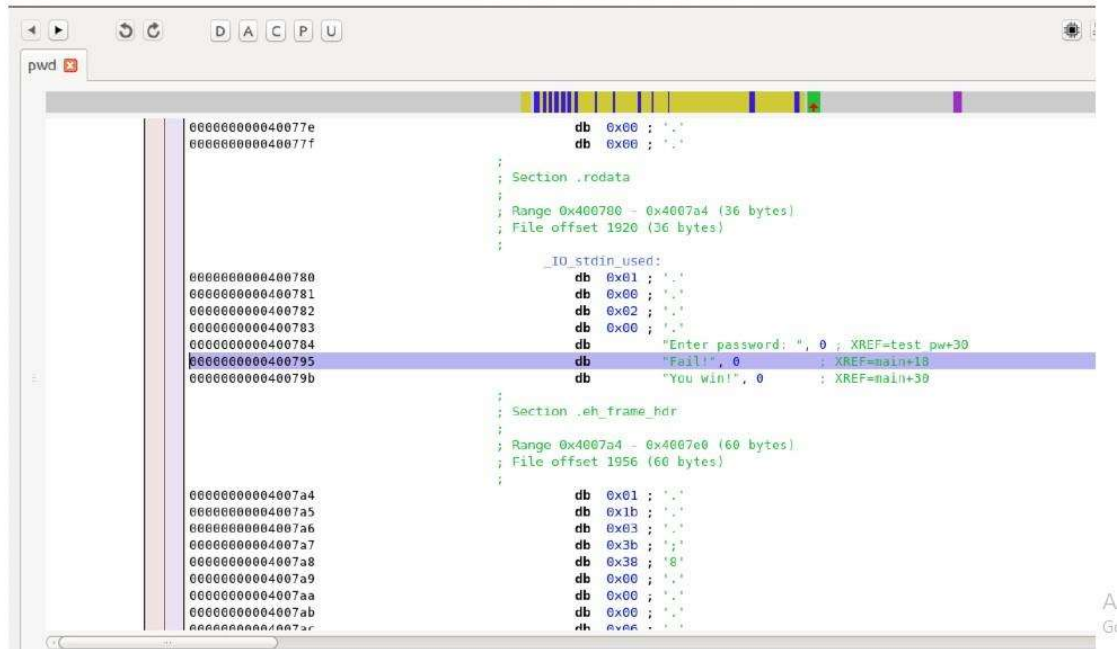 D A C P U
pwd
000000000040077e db 0x00 ; '.'
000000000040077f db 0x00 ; '.'
;
; Section .rodata
;
; Range 0x400780 - 0x4007a4 (36 bytes)
; File offset 1920 (36 bytes)
;
_IO_stdin_used:
0000000000400780 db 0x01 ; '.'
0000000000400781 db 0x00 ; '.'
0000000000400782 db 0x02 ; '.'
0000000000400783 db 0x00 ; '.'
0000000000400784 db "Enter password: ", 0 ; XREF=test_pw+30
0000000000400795 db "Fail!", 0 ; XREF=main+18
000000000040079b db "You win!", 0 ; XREF=main+30
;
; Section .eh_frame_hdr
;
; Range 0x4007a4 - 0x4007e0 (60 bytes)
; File offset 1956 (60 bytes)
;
00000000004007a4 db 0x01 ; '.'
00000000004007a5 db 0x1b ; '.'
00000000004007a6 db 0x03 ; '.'
00000000004007a7 db 0x3b ; ';'
00000000004007a8 db 0x38 ; '8'
00000000004007a9 db 0x00 ; '.'
00000000004007aa db 0x00 ; '.'
00000000004007ab db 0x00 ; '.'
00000000004007ac db 0x06 ; '.'